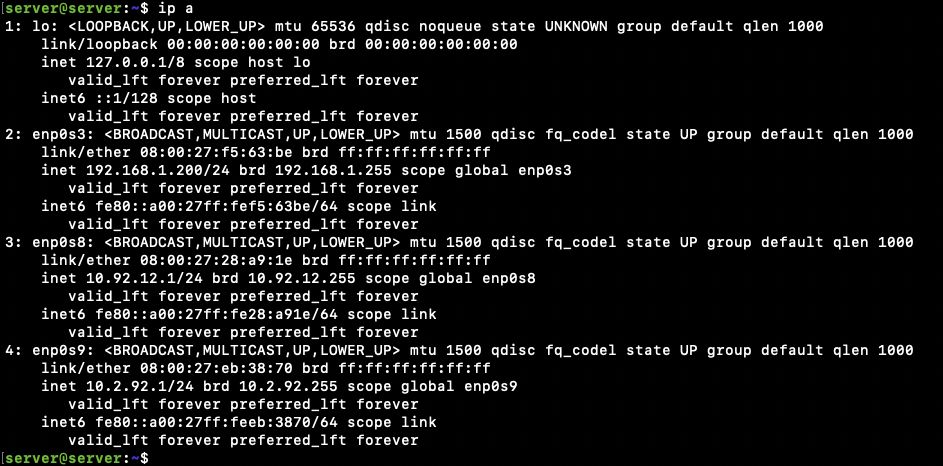 [server@server:~$ ip a
1: lo: <LOOPBACK,UP,LOWER_UP> mtu 65536 qdisc noqueue state UNKNOWN group default qlen 1000
    link/loopback 00:00:00:00:00:00 brd 00:00:00:00:00:00
    inet 127.0.0.1/8 scope host lo
       valid_lft forever preferred_lft forever
    inet6 ::1/128 scope host
       valid_lft forever preferred_lft forever
2: enp0s3: <BROADCAST,MULTICAST,UP,LOWER_UP> mtu 1500 qdisc fq_codel state UP group default qlen 1000
    link/ether 08:00:27:f5:63:be brd ff:ff:ff:ff:ff:ff
    inet 192.168.1.200/24 brd 192.168.1.255 scope global enp0s3
       valid_lft forever preferred_lft forever
    inet6 fe80::a00:27ff:fef5:63be/64 scope link
       valid_lft forever preferred_lft forever
3: enp0s8: <BROADCAST,MULTICAST,UP,LOWER_UP> mtu 1500 qdisc fq_codel state UP group default qlen 1000
    link/ether 08:00:27:28:a9:1e brd ff:ff:ff:ff:ff:ff
    inet 10.92.12.1/24 brd 10.92.12.255 scope global enp0s8
       valid_lft forever preferred_lft forever
    inet6 fe80::a00:27ff:fe28:a91e/64 scope link
       valid_lft forever preferred_lft forever
4: enp0s9: <BROADCAST,MULTICAST,UP,LOWER_UP> mtu 1500 qdisc fq_codel state UP group default qlen 1000
    link/ether 08:00:27:eb:38:70 brd ff:ff:ff:ff:ff:ff
    inet 10.2.92.1/24 brd 10.2.92.255 scope global enp0s9
       valid_lft forever preferred_lft forever
    inet6 fe80::a00:27ff:feeb:3870/64 scope link
       valid_lft forever preferred_lft forever
[server@server:~$